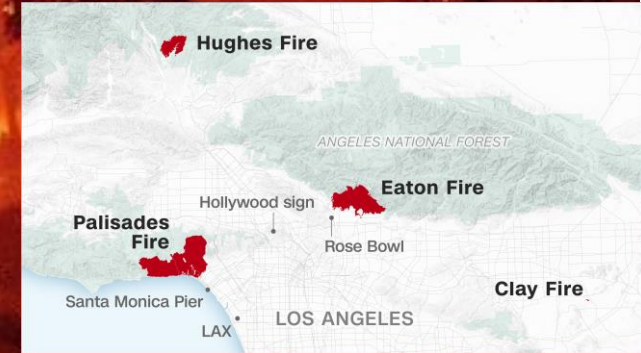 Hughes Fire
ANGELES NATIONAL FOREST
Eaton Fire
Hollywood sign
Rose Bowl
Palisades
Fire
Santa Monica Pier
Clay Fire
LAX
LOS ANGELES